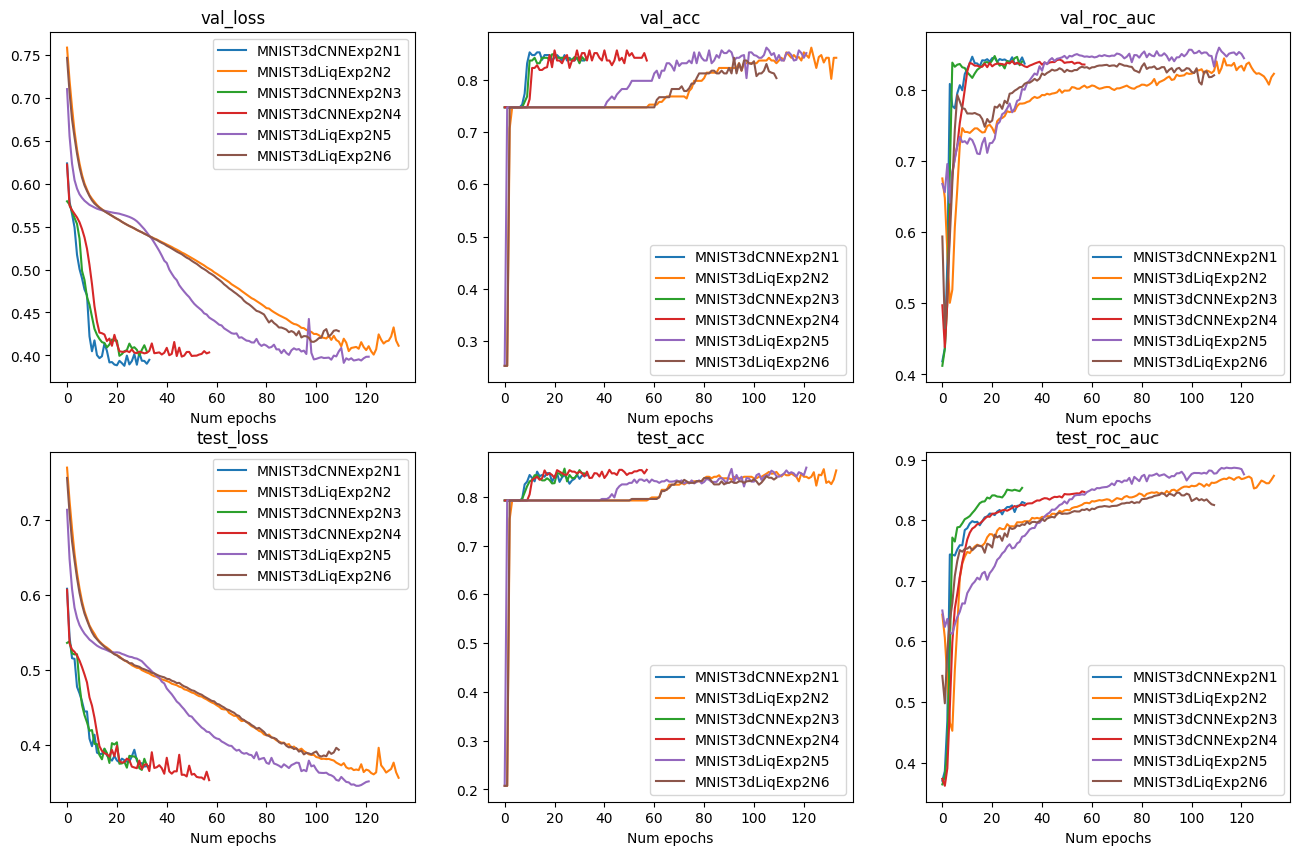 val_loss
0.75
0.70
0.65
0.60
0.55
0.50
0.45
0.40
MNIST3dCNNExp2N1
MNIST3dLiqExp2N2
MNIST3dCNNExp2N3
MNIST3dCNNExp2N4
MNIST3dLiqExp2N5
MNIST3dLiqExp2N6
0 20 40 60 80 100 120
Num epochs
val_acc
0.8
0.7
0.6
0.5
0.4
0.3
MNIST3dCNNExp2N1
MNIST3dLiqExp2N2
MNIST3dCNNExp2N3
MNIST3dCNNExp2N4
MNIST3dLiqExp2N5
MNIST3dLiqExp2N6
0 20 40 60 80 100 120
Num epochs
val_roc_auc
0.8
0.7
0.6
0.5
0.4
MNIST3dCNNExp2N1
MNIST3dLiqExp2N2
MNIST3dCNNExp2N3
MNIST3dCNNExp2N4
MNIST3dLiqExp2N5
MNIST3dLiqExp2N6
0 20 40 60 80 100 120
Num epochs
test_loss
0.7
0.6
0.5
0.4
MNIST3dCNNExp2N1
MNIST3dLiqExp2N2
MNIST3dCNNExp2N3
MNIST3dCNNExp2N4
MNIST3dLiqExp2N5
MNIST3dLiqExp2N6
0 20 40 60 80 100 120
Num epochs
test_acc
0.8
0.7
0.6
0.5
0.4
0.3
0.2
MNIST3dCNNExp2N1
MNIST3dLiqExp2N2
MNIST3dCNNExp2N3
MNIST3dCNNExp2N4
MNIST3dLiqExp2N5
MNIST3dLiqExp2N6
0 20 40 60 80 100 120
Num epochs
test_roc_auc
0.9
0.8
0.7
0.6
0.5
0.4
MNIST3dCNNExp2N1
MNIST3dLiqExp2N2
MNIST3dCNNExp2N3
MNIST3dCNNExp2N4
MNIST3dLiqExp2N5
MNIST3dLiqExp2N6
0 20 40 60 80 100 120
Num epochs